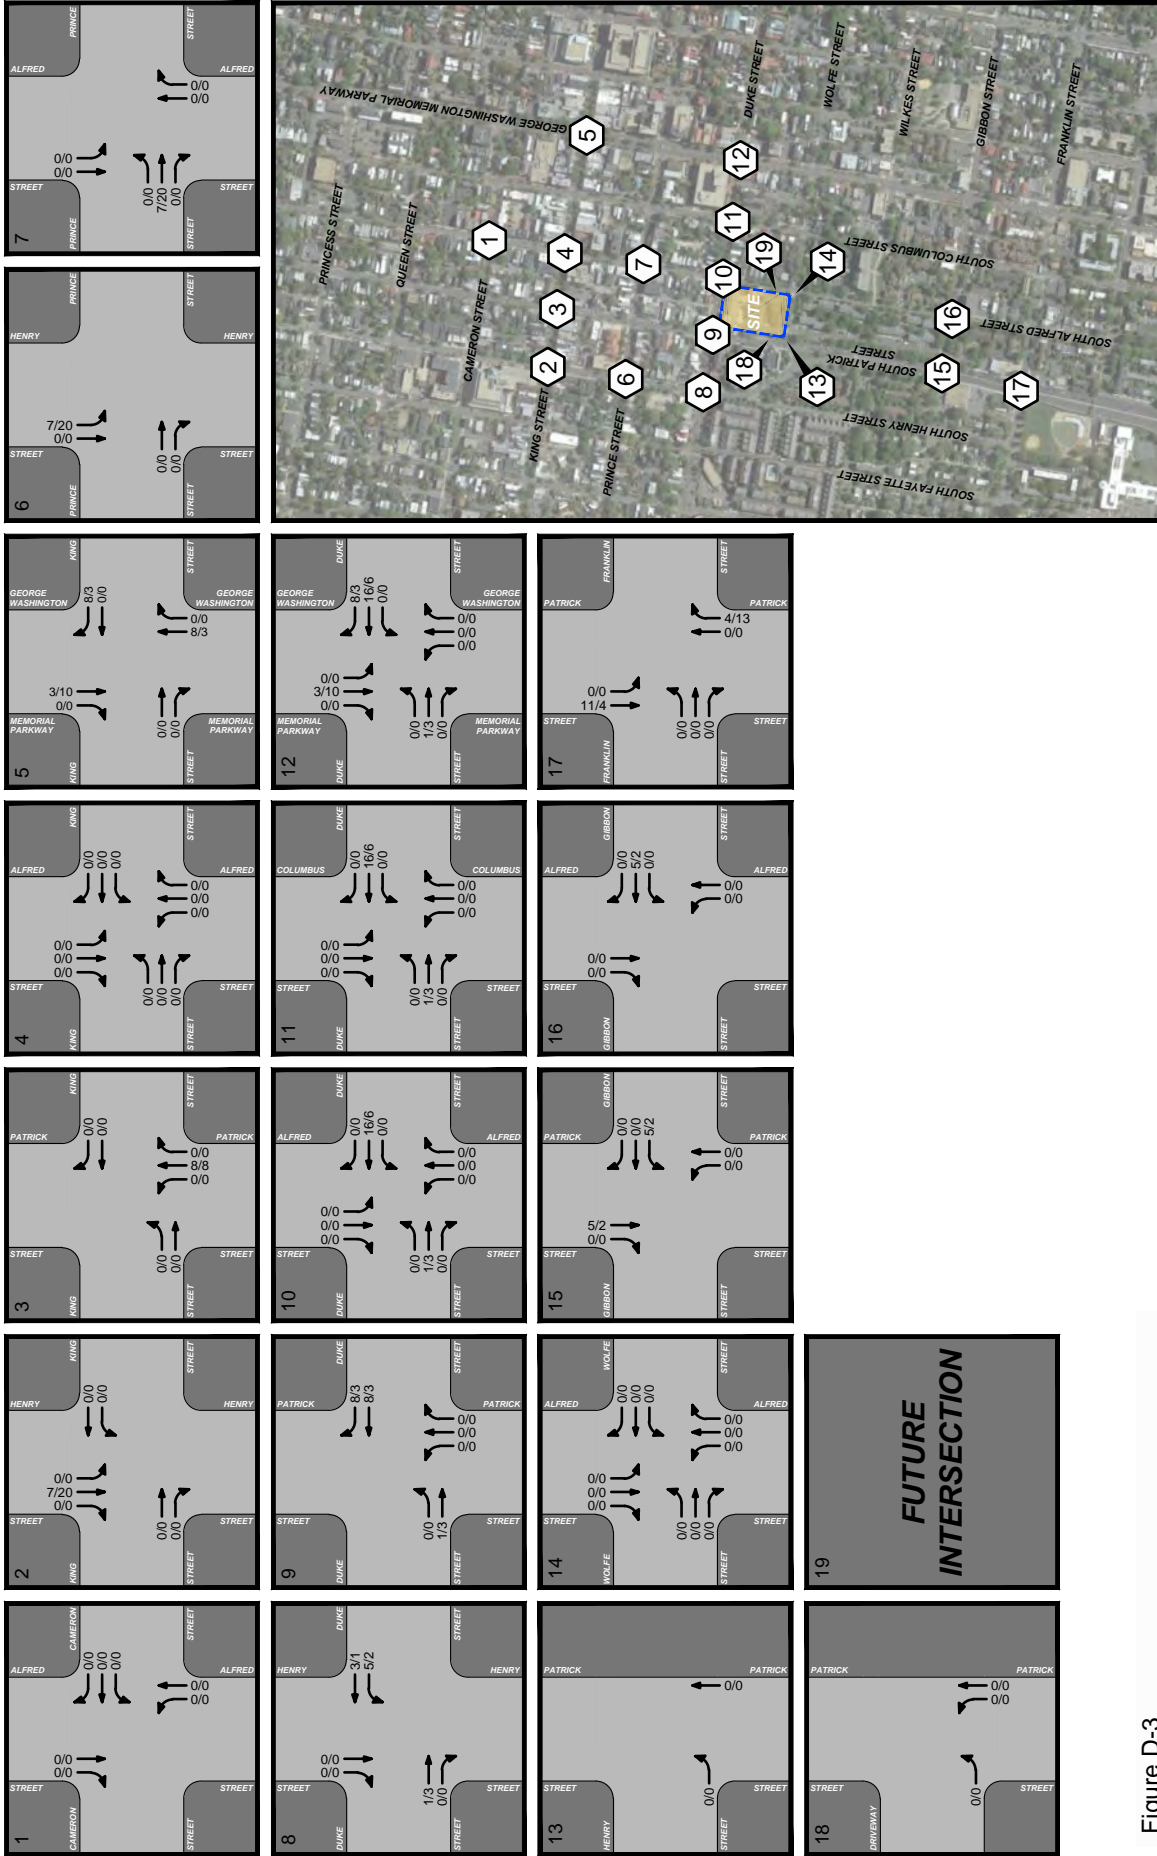 1
STREET
CAMERON
ALFRED
CAMERON
STREET
STREET
ALFRED
0/0
0/0
0/0
0/0
0/0
0/0
0/0
2
STREET
KING
HENRY
KING
STREET
STREET
STREET
HENRY
0/0
7/20
0/0
0/0
0/0
0/0
0/0
3
STREET
KING
PATRICK
KING
STREET
STREET
STREET
PATRICK
0/0
0/0
0/0
8/8
0/0
0/0
0/0
4
STREET
KING
ALFRED
KING
STREET
STREET
STREET
ALFRED
0/0
0/0
0/0
0/0
0/0
0/0
0/0
0/0
0/0
0/0
0/0
0/0
5
MEMORIAL
PARKWAY
KING
GEORGE
WASHINGTON
KING
STREET
MEMORIAL
PARKWAY
STREET
GEORGE
WASHINGTON
3/10
0/0
8/3
0/0
0/0
8/3
0/0
0/0
6
STREET
PRINCE
HENRY
PRINCE
STREET
STREET
STREET
HENRY
7/20
0/0
0/0
0/0
7
STREET
PRINCE
ALFRED
PRINCE
STREET
STREET
ALFRED
0/0
0/0
0/0
0/0
0/0
7/20
0/0
8
STREET
DUKE
HENRY
DUKE
STREET
STREET
STREET
HENRY
0/0
0/0
3/1
5/2
1/3
0/0
9
STREET
DUKE
PATRICK
DUKE
STREET
STREET
STREET
PATRICK
8/3
8/3
0/0
0/0
0/0
0/0
1/3
10
STREET
DUKE
ALFRED
DUKE
STREET
STREET
STREET
ALFRED
0/0
0/0
0/0
0/0
16/6
0/0
0/0
0/0
0/0
0/0
1/3
0/0
11
STREET
DUKE
COLUMBUS
DUKE
STREET
STREET
STREET
COLUMBUS
0/0
0/0
0/0
0/0
16/6
0/0
0/0
0/0
0/0
0/0
1/3
0/0
12
MEMORIAL
PARKWAY
DUKE
GEORGE
WASHINGTON
DUKE
STREET
MEMORIAL
PARKWAY
STREET
GEORGE
WASHINGTON
0/0
3/10
0/0
8/3
16/6
0/0
0/0
0/0
0/0
0/0
1/3
0/0
13
STREET
HENRY
PATRICK
STREET
STREET
PATRICK
0/0
0/0
14
STREET
WOLFE
ALFRED
WOLFE
STREET
STREET
STREET
ALFRED
0/0
0/0
0/0
0/0
0/0
0/0
0/0
0/0
0/0
0/0
0/0
0/0
15
STREET
GIBBON
PATRICK
GIBBON
STREET
STREET
STREET
PATRICK
5/2
0/0
0/0
0/0
5/2
0/0
0/0
16
STREET
GIBBON
ALFRED
GIBBON
STREET
STREET
STREET
ALFRED
0/0
0/0
0/0
5/2
0/0
0/0
0/0
17
STREET
FRANKLIN
PATRICK
FRANKLIN
STREET
STREET
STREET
PATRICK
0/0
11/4
4/13
0/0
0/0
0/0
0/0
18
STREET
DRIVEWAY
PATRICK
STREET
PATRICK
0/0
0/0
0/0
19
FUTURE
INTERSECTION
PRINCESS STREET
QUEEN STREET
CAMERON STREET
KING STREET
PRINCE STREET
GEORGE WASHINGTON MEMORIAL PARKWAY
DUKE STREET
WOLFE STREET
WILKES STREET
GIBBON STREET
FRANKLIN STREET
SOUTH COLUMBUS STREET
SOUTH ALFRED STREET
SOUTH PATRICK
STREET
SOUTH HENRY STREET
SOUTH FAYETTE STREET
SITE
1
2
3
4
5
6
7
8
9
10
11
12
13
14
15
16
17
18
19
Figure D-3